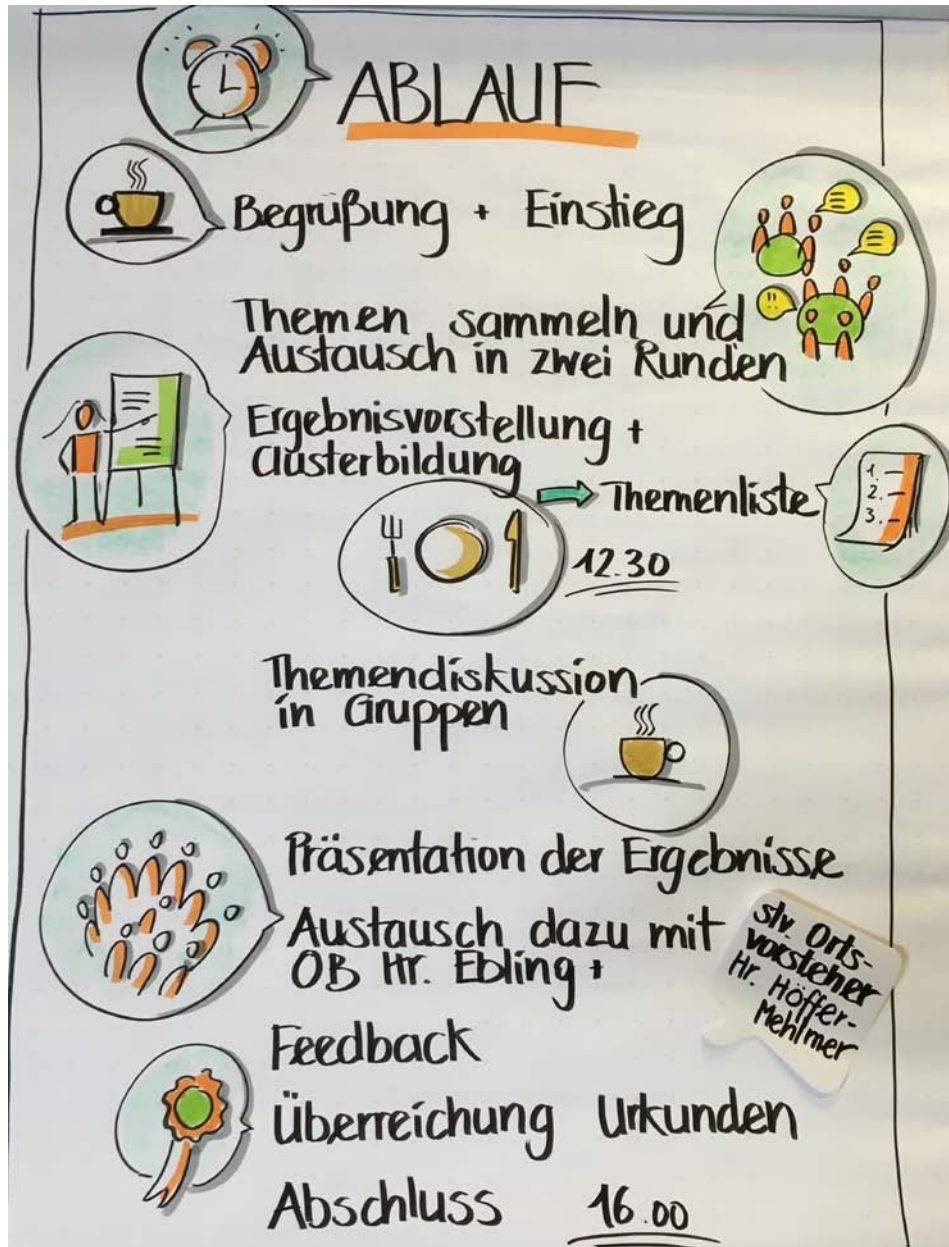 ABLAUF
Begrüßung + Einstieg
Themen sammeln und
Austausch in zwei Runden
Ergebnisvorstellung +
Clusterbildung
Themenliste
1.
2.
3.
12.30
Themendiskussion
in Gruppen
Präsentation der Ergebnisse
Austausch dazu mit
OB Hr. Ebling +
stv. Orts-
vorsteher
Hr. Höffer-
Mehlmer
Feedback
Überreichung Urkunden
Abschluss 16.00